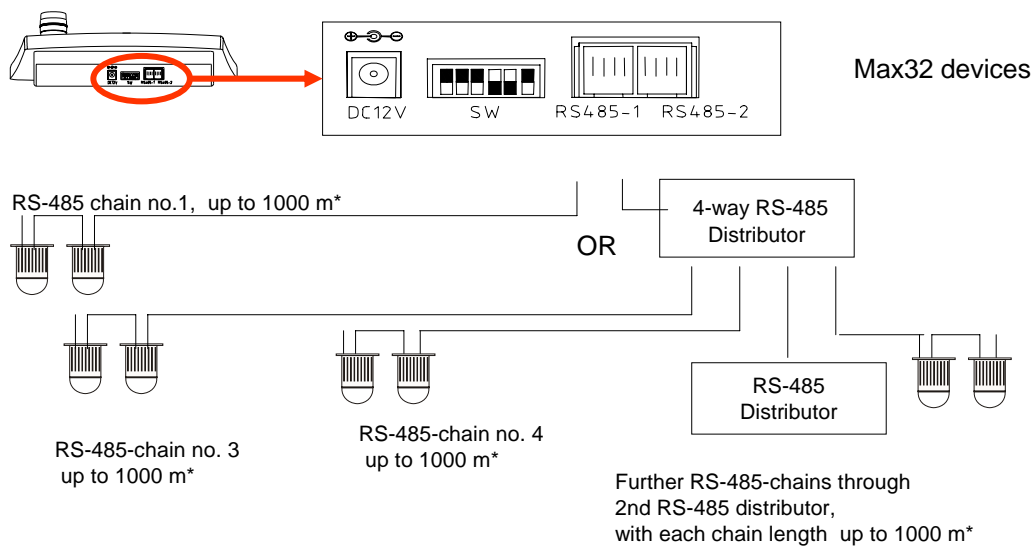 Max32 devices
DC12V
SW
RS485-1
RS485-2
RS-485 chain no.1, up to 1000 m*
4-way RS-485
Distributor
OR
RS-485
Distributor
RS-485-chain no. 3
up to 1000 m*
RS-485-chain no. 4
up to 1000 m*
Further RS-485-chains through
2nd RS-485 distributor,
with each chain length up to 1000 m*